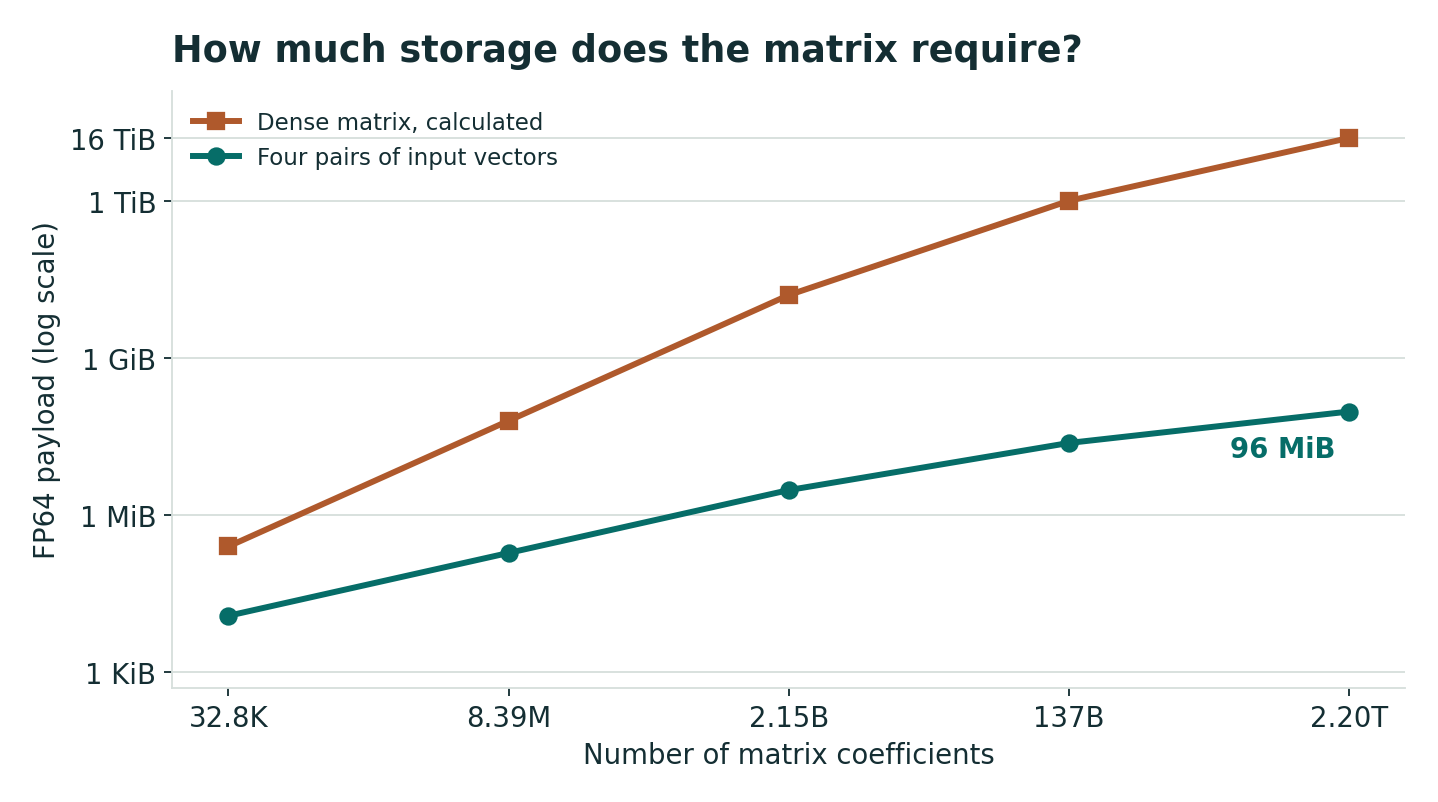 How much storage does the matrix require?
Dense matrix, calculated
Four pairs of input vectors
16 TiB
1 TiB
1 GiB
1 MiB
1 KiB
FP64 payload (log scale)
96 MiB
32.8K
8.39M
2.15B
137B
2.20T
Number of matrix coefficients